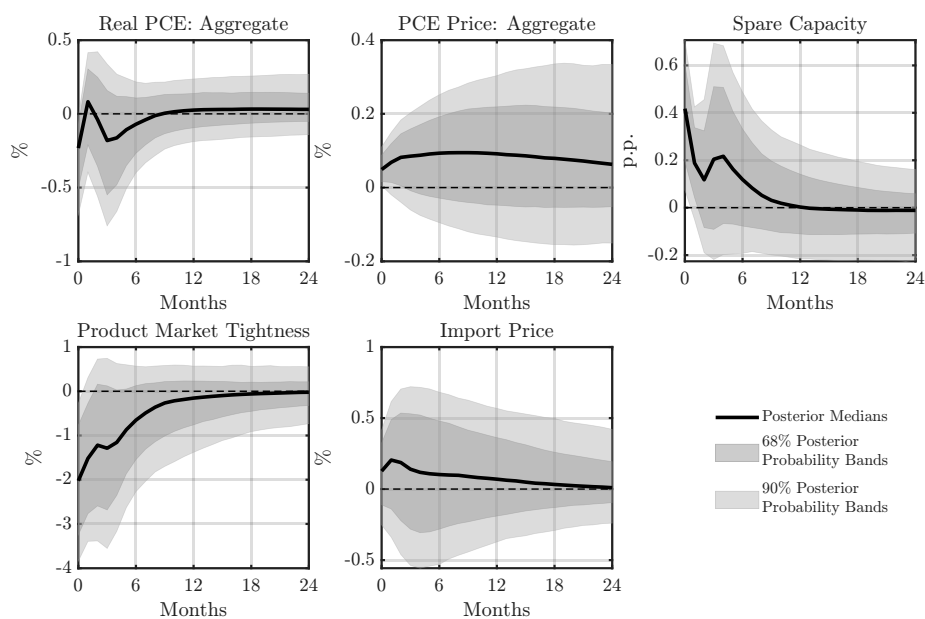 Real PCE: Aggregate
0.5
0
-0.5
-1
%
0 6 12 18 24
Months
PCE Price: Aggregate
0.4
0.2
0
-0.2
%
0 6 12 18 24
Months
Spare Capacity
0.6
0.4
0.2
0
-0.2
p.p.
0 6 12 18 24
Months
Product Market Tightness
1
0
-1
-2
-3
-4
%
0 6 12 18 24
Months
Import Price
1
0.5
0
-0.5
%
0 6 12 18 24
Months
Posterior Medians
68% Posterior
Probability Bands
90% Posterior
Probability Bands